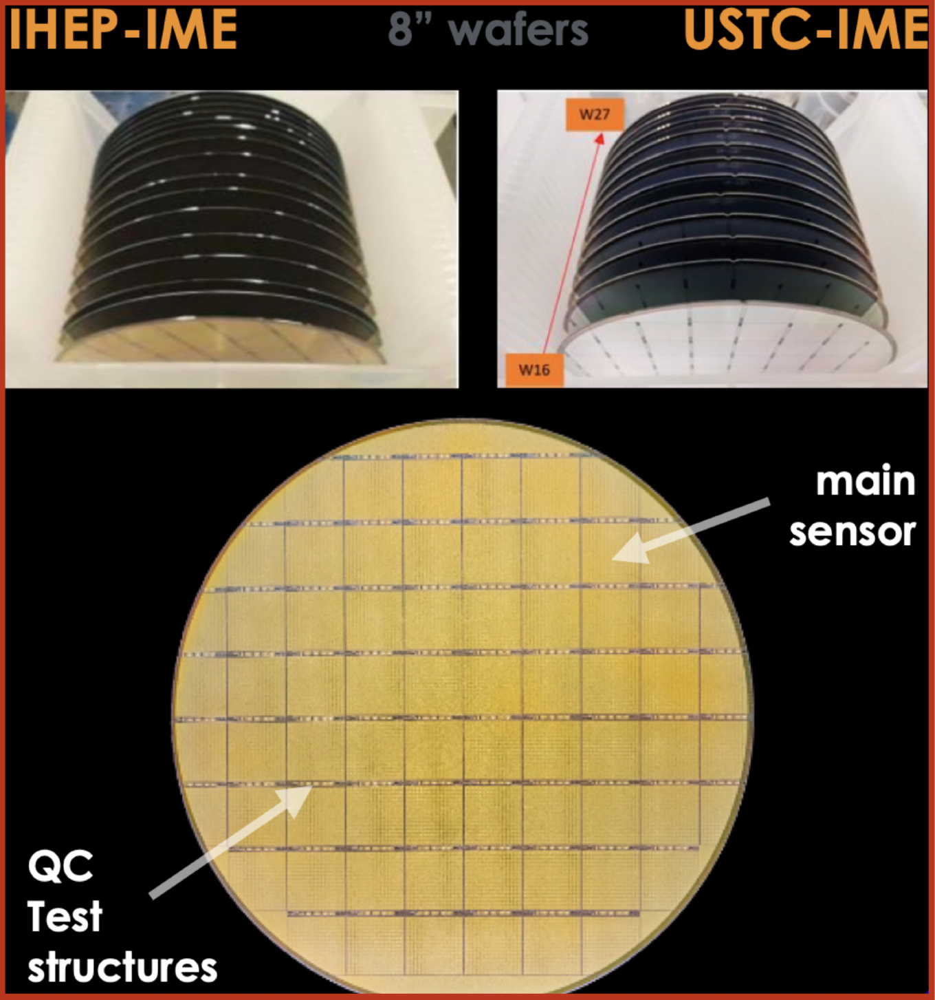 IHEP-IME
8” wafers
USTC-IME
W27
W16
main
sensor
QC
Test
structures